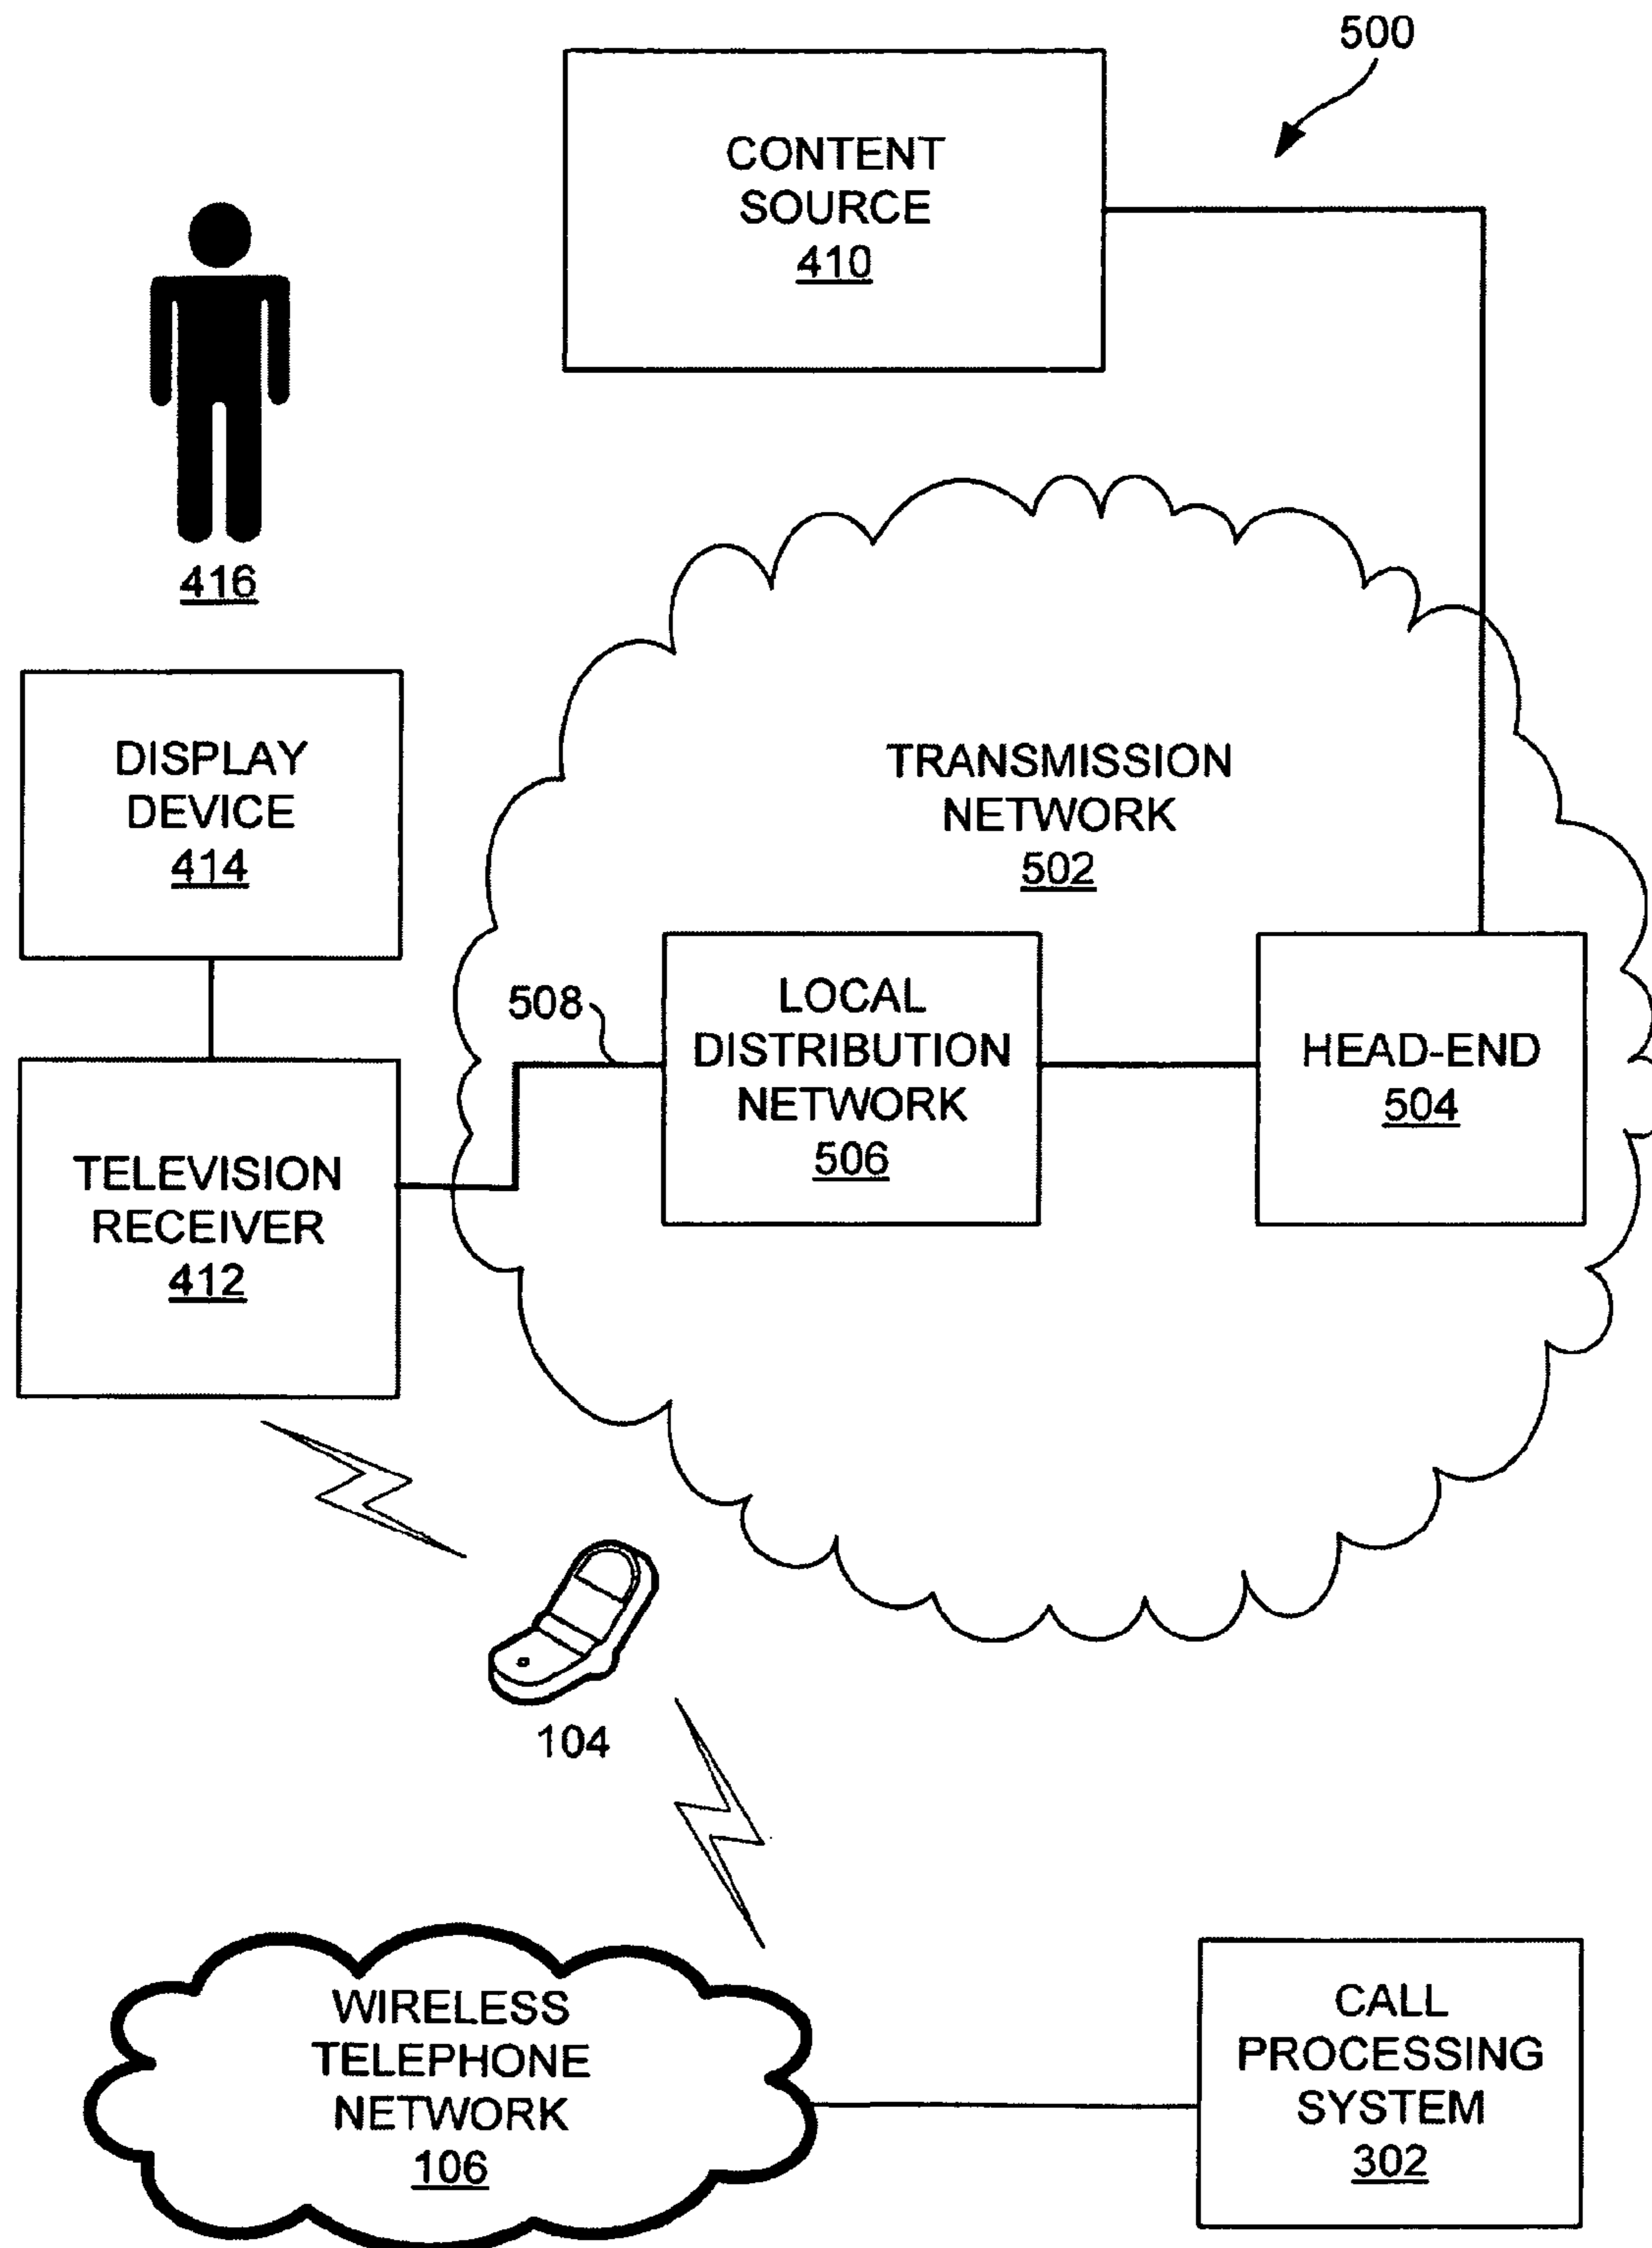 500
CONTENT
SOURCE
410
416
DISPLAY
DEVICE
414
TRANSMISSION
NETWORK
502
508
LOCAL
DISTRIBUTION
NETWORK
506
HEAD-END
504
TELEVISION
RECEIVER
412
104
WIRELESS
TELEPHONE
NETWORK
106
CALL
PROCESSING
SYSTEM
302